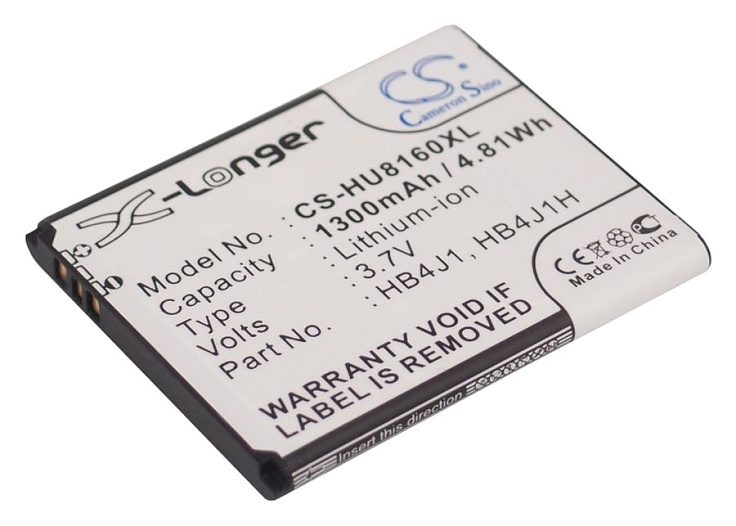 CS
Cameron Sino
X-Longer
Model No. : CS-HU8160XL
Capacity : 1300mAh / 4.81Wh
Type : Lithium-ion
Volts : 3.7V
Part No. : HB4J1, HB4J1H
CE
Made in China
WARRANTY VOID IF
LABEL IS REMOVED
Insert this direction